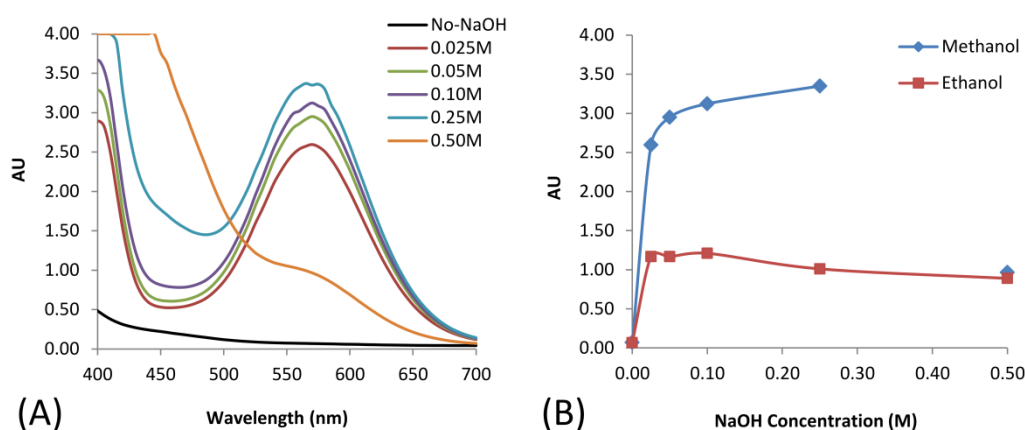 4.00
3.50
3.00
2.50
2.00
1.50
1.00
0.50
0.00
AU
400
450
500
550
600
650
700
Wavelength (nm)
No-NaOH
0.025M
0.05M
0.10M
0.25M
0.50M
(A)
4.00
3.50
3.00
2.50
2.00
1.50
1.00
0.50
0.00
AU
0.00
0.10
0.20
0.30
0.40
0.50
NaOH Concentration (M)
Methanol
Ethanol
(B)